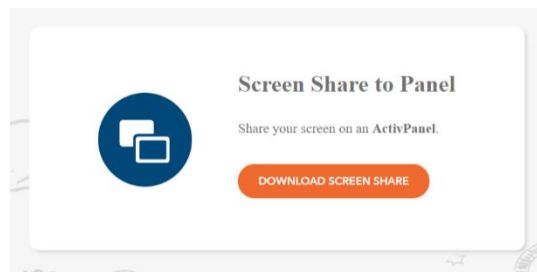 Screen Share to Panel
Share your screen on an ActivPanel.
DOWNLOAD SCREEN SHARE